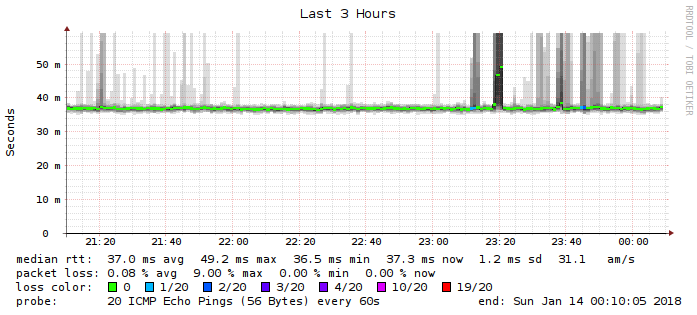 Last 3 Hours
RRDTOOL / TOBI OETIKER
Seconds
50 m
40 m
30 m
20 m
10 m
0
21:20 21:40 22:00 22:20 22:40 23:00 23:20 23:40 00:00
median rtt: 37.0 ms avg 49.2 ms max 36.5 ms min 37.3 ms now 1.2 ms sd 31.1 am/s
packet loss: 0.08 % avg 9.00 % max 0.00 % min 0.00 % now
loss color: 0 1/20 2/20 3/20 4/20 10/20 19/20
probe: 20 ICMP Echo Pings (56 Bytes) every 60s end: Sun Jan 14 00:10:05 2018